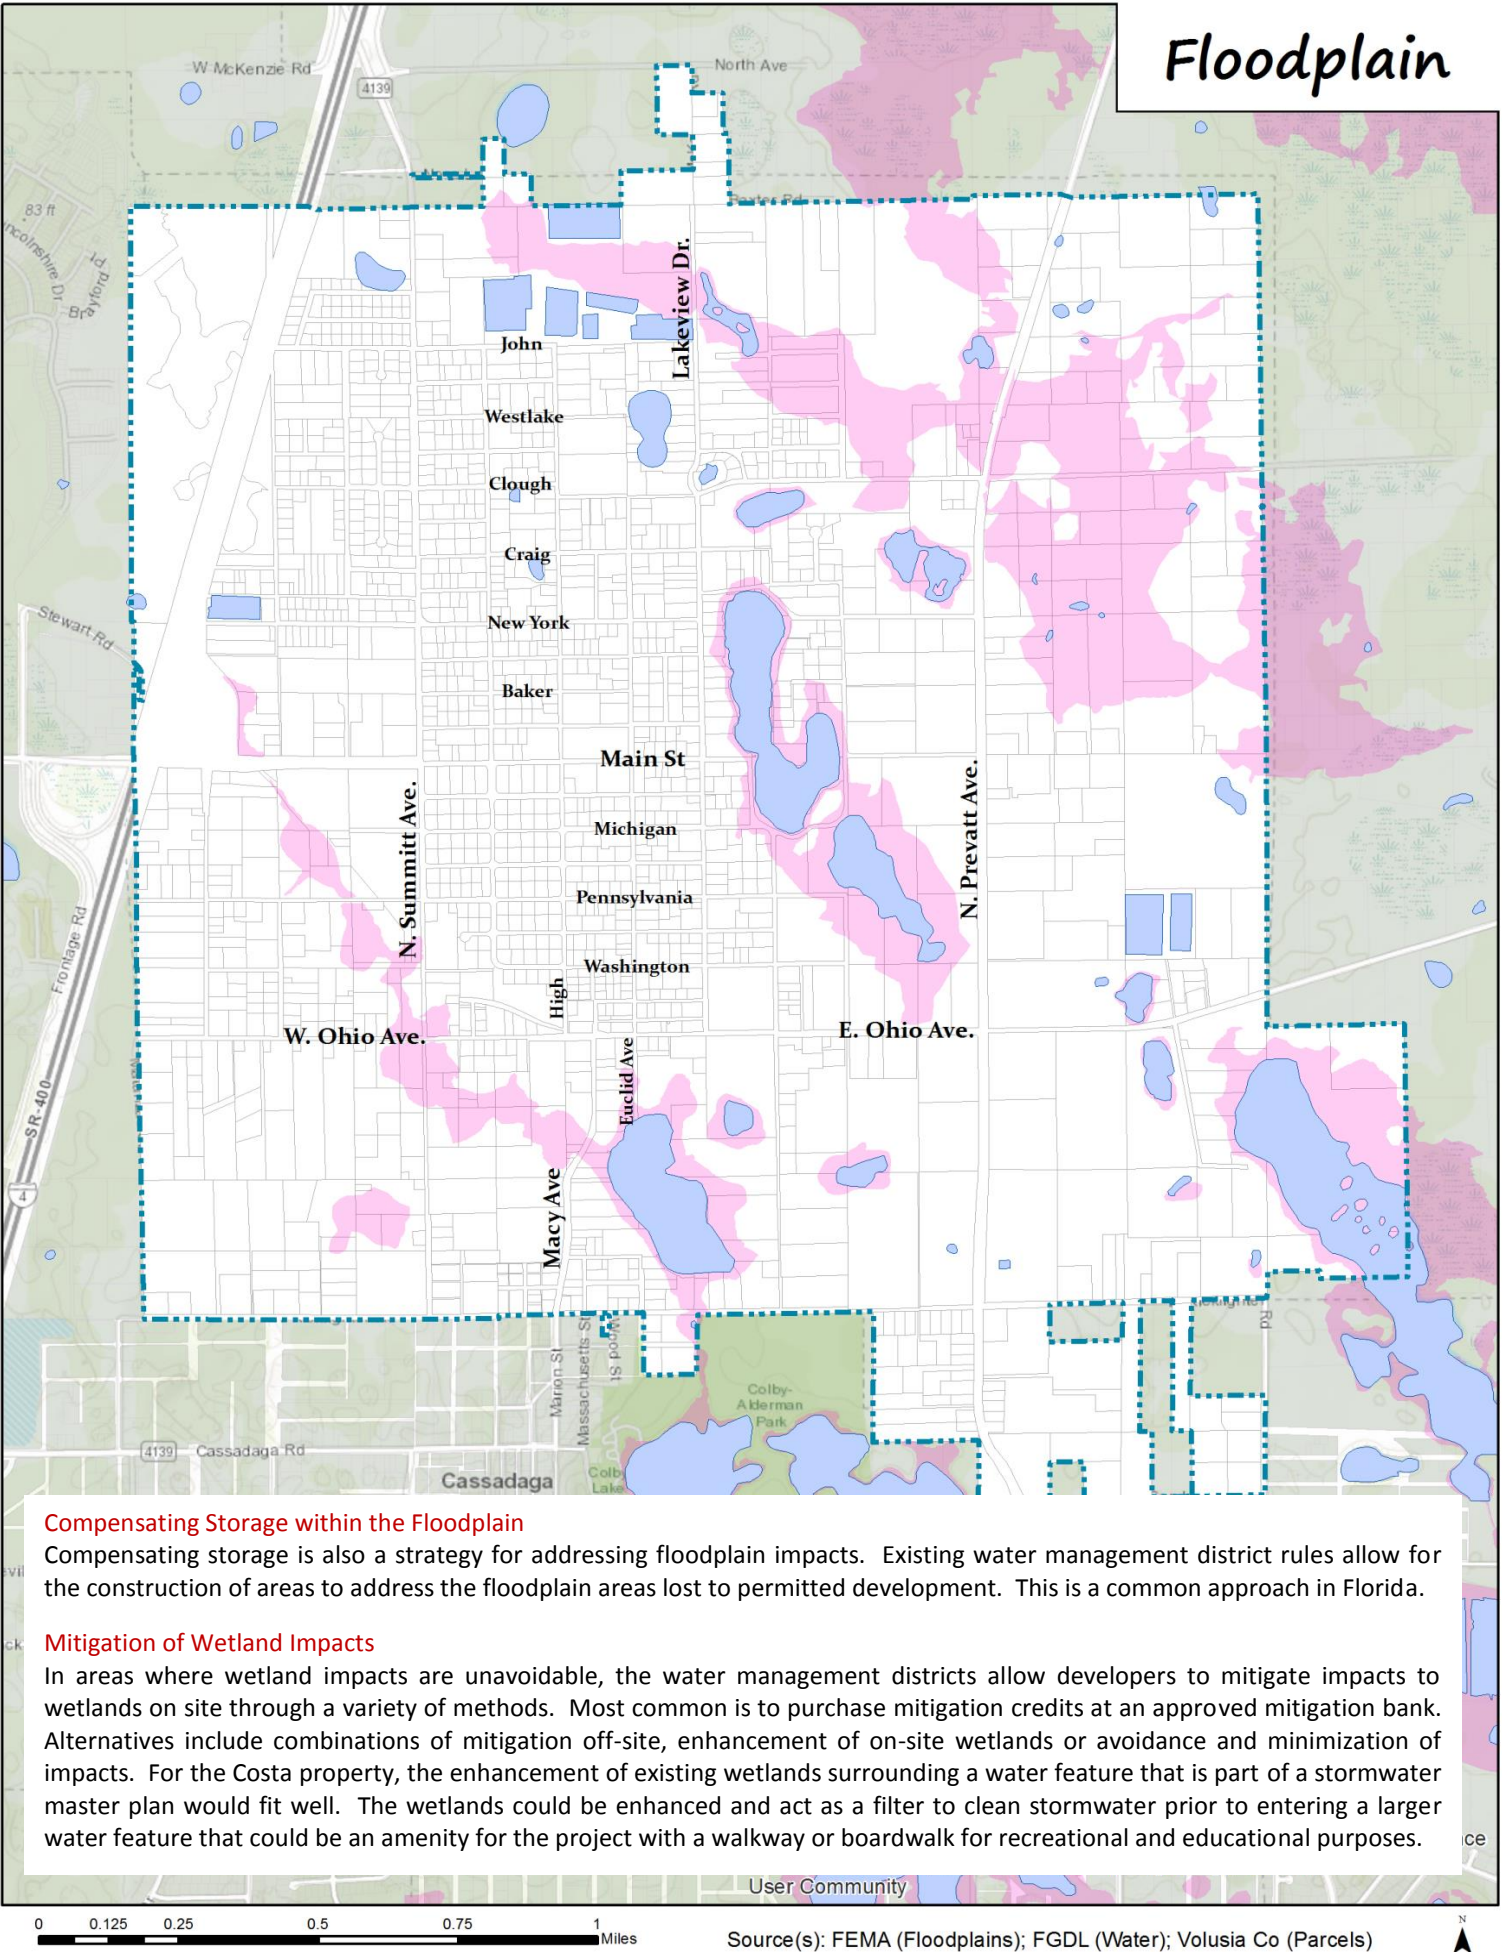 Floodplain
W McKenzie Rd
4139
North Ave
Baxter Rd
83 ft
Lincolnshire Dr
Brayford
ld
Lakeview Dr.
John
Westlake
Clough
Craig
New York
Stewart Rd
Baker
Main St
N. Summitt Ave.
Michigan
N. Prevatt Ave.
Pennsylvania
Frontage Rd
Washington
High
W. Ohio Ave.
E. Ohio Ave.
Euclid Ave
SR-400
4
Macy Ave
Rd
Wood St
Massachusetts St
Marion St
Colby-
Alderman
Park
4139
Cassadaga Rd
Cassadaga
Colby
Lake
Compensating Storage within the Floodplain
Compensating storage is also a strategy for addressing floodplain impacts. Existing water management district rules allow for
the construction of areas to address the floodplain areas lost to permitted development. This is a common approach in Florida.
Mitigation of Wetland Impacts
In areas where wetland impacts are unavoidable, the water management districts allow developers to mitigate impacts to
wetlands on site through a variety of methods. Most common is to purchase mitigation credits at an approved mitigation bank.
Alternatives include combinations of mitigation off-site, enhancement of on-site wetlands or avoidance and minimization of
impacts. For the Costa property, the enhancement of existing wetlands surrounding a water feature that is part of a stormwater
master plan would fit well. The wetlands could be enhanced and act as a filter to clean stormwater prior to entering a larger
water feature that could be an amenity for the project with a walkway or boardwalk for recreational and educational purposes.
User Community
0 0.125 0.25 0.5 0.75 1
Miles
Source(s): FEMA (Floodplains); FGDL (Water); Volusia Co (Parcels)
N